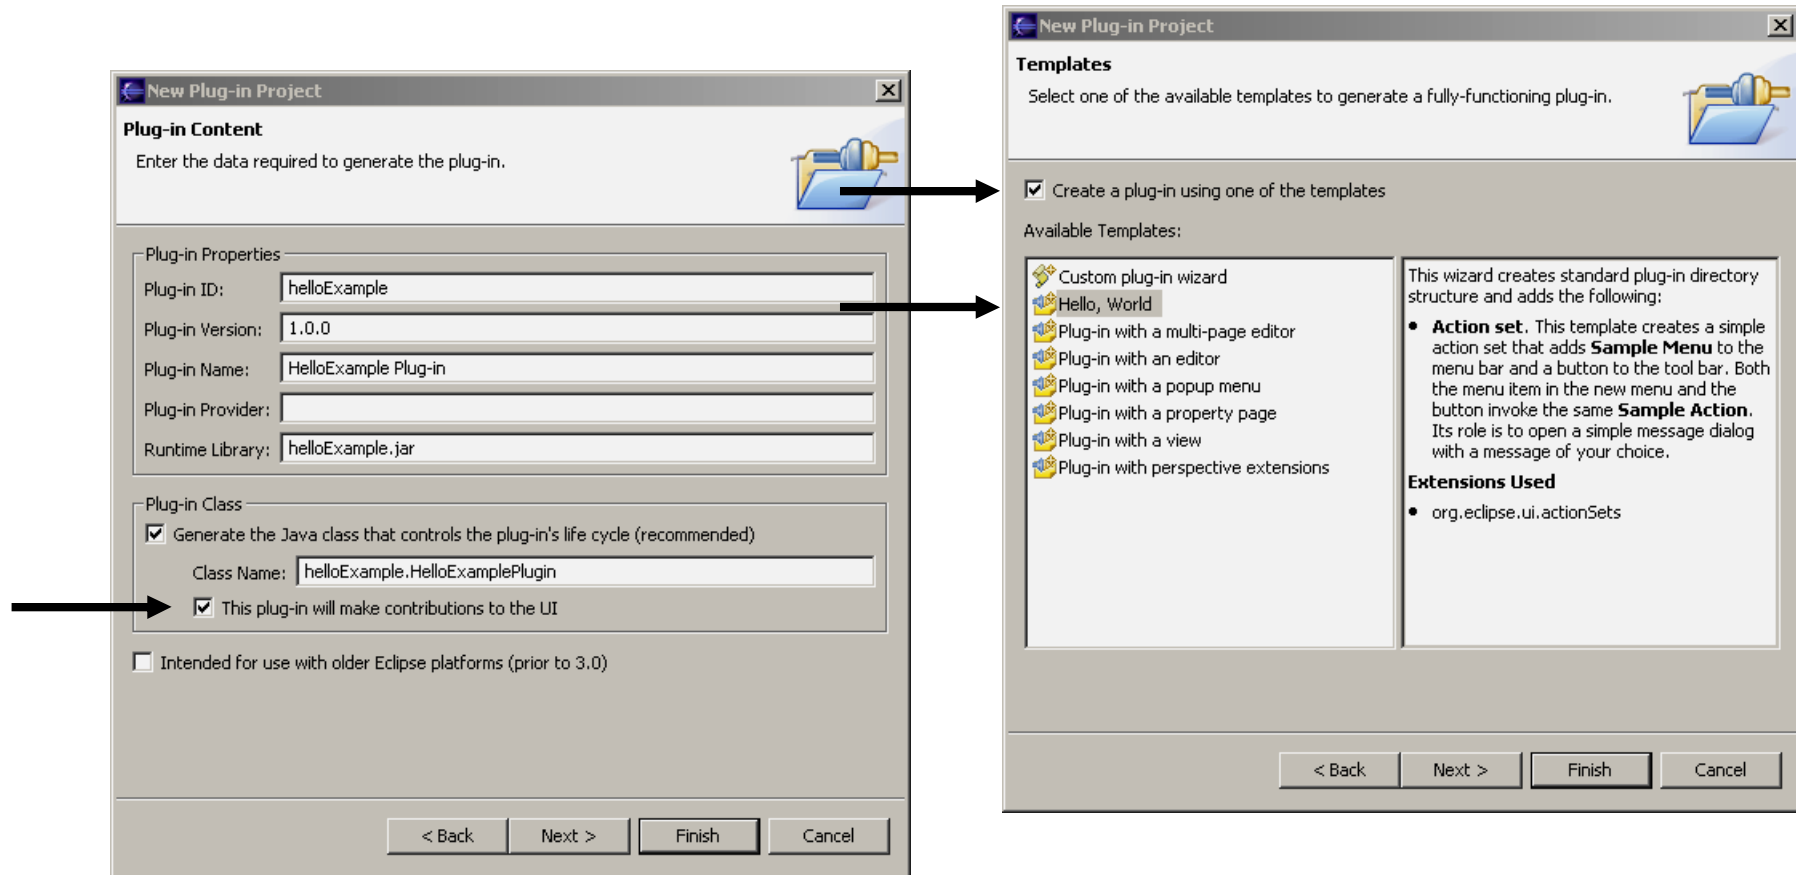 New Plug-in Project
Plug-in Content
Enter the data required to generate the plug-in.
Plug-in Properties
Plug-in ID: helloExample
Plug-in Version: 1.0.0
Plug-in Name: HelloExample Plug-in
Plug-in Provider:
Runtime Library: helloExample.jar
Plug-in Class
Generate the Java class that controls the plug-in's life cycle (recommended)
Class Name: helloExample.HelloExamplePlugin
This plug-in will make contributions to the UI
Intended for use with older Eclipse platforms (prior to 3.0)
< Back Next > Finish Cancel
New Plug-in Project
Templates
Select one of the available templates to generate a fully-functioning plug-in.
Create a plug-in using one of the templates
Available Templates:
Custom plug-in wizard
Hello, World
Plug-in with a multi-page editor
Plug-in with an editor
Plug-in with a popup menu
Plug-in with a property page
Plug-in with a view
Plug-in with perspective extensions
This wizard creates standard plug-in directory
structure and adds the following:
• Action set. This template creates a simple
action set that adds Sample Menu to the
menu bar and a button to the tool bar. Both
the menu item in the new menu and the
button invoke the same Sample Action.
Its role is to open a simple message dialog
with a message of your choice.
Extensions Used
• org.eclipse.ui.actionSets
< Back Next > Finish Cancel